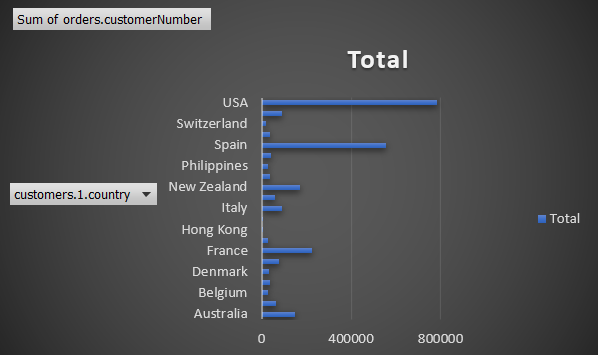 Sum of orders.customerNumber
Total
USA
Switzerland
Spain
Philippines
customers.1.country
New Zealand
Italy
Hong Kong
Total
France
Denmark
Belgium
Australia
0 400000 800000